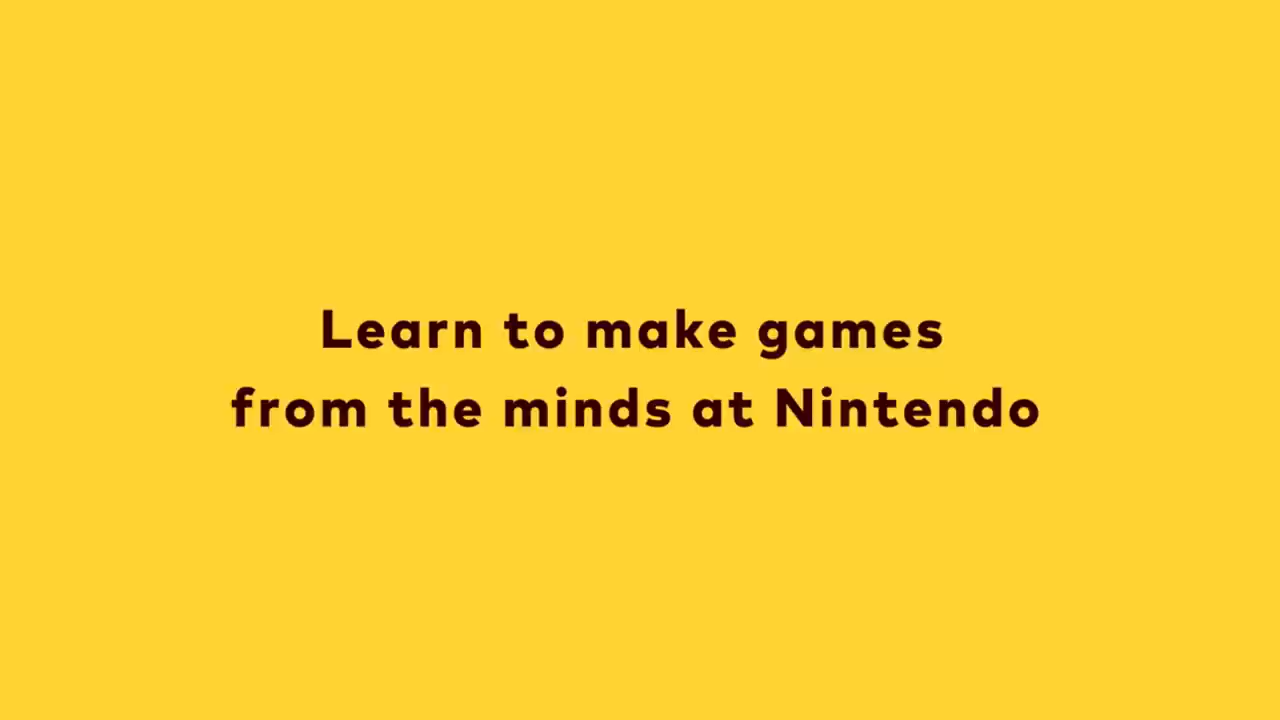 Learn to make games
from the minds at Nintendo